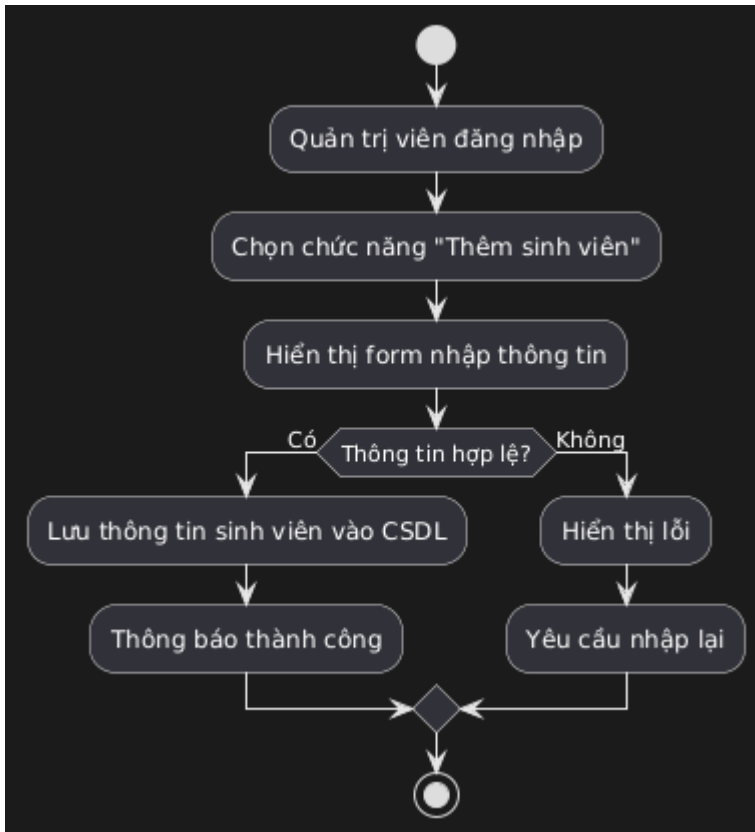 Quản trị viên đăng nhập
Chọn chức năng "Thêm sinh viên"
Hiển thị form nhập thông tin
Có
Thông tin hợp lệ?
Không
Lưu thông tin sinh viên vào CSDL
Hiển thị lỗi
Thông báo thành công
Yêu cầu nhập lại